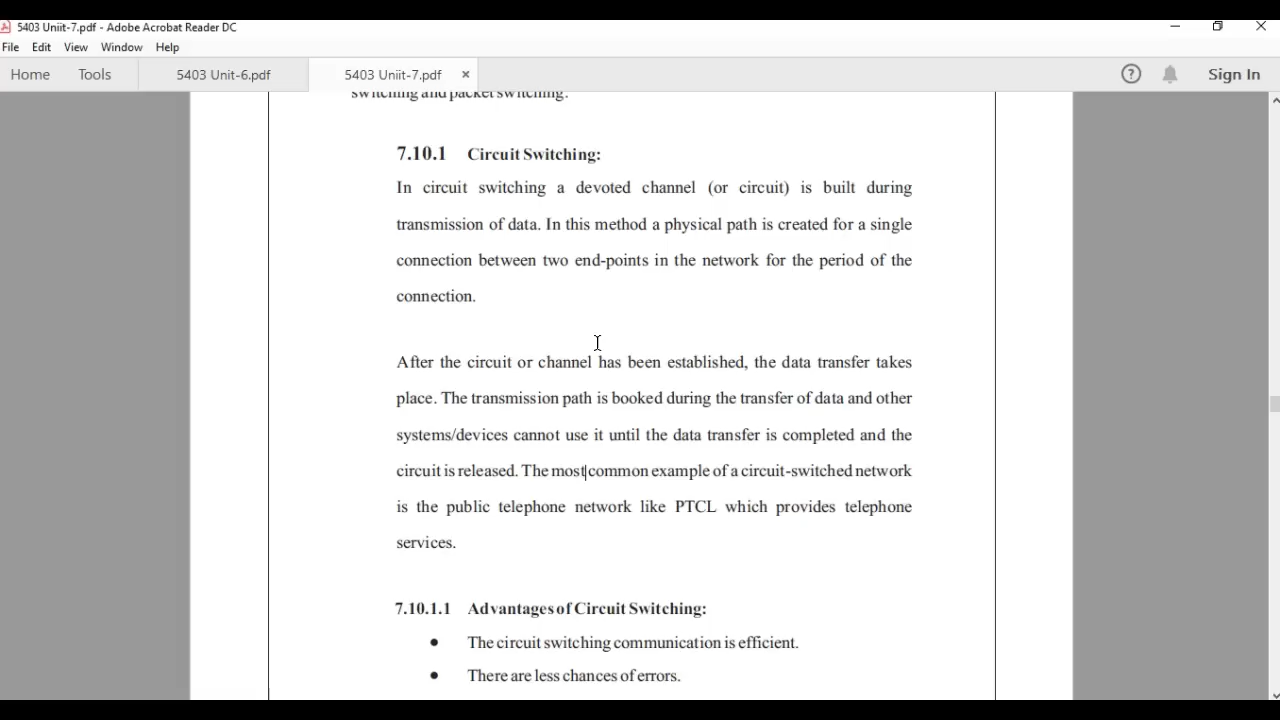 5403 Uniit-7.pdf - Adobe Acrobat Reader DC
File Edit View Window Help
Home Tools 5403 Unit-6.pdf 5403 Uniit-7.pdf × ? Sign In
switching and packet switching.
7.10.1 Circuit Switching:
In circuit switching a devoted channel (or circuit) is built during
transmission of data. In this method a physical path is created for a single
connection between two end-points in the network for the period of the
connection.
After the circuit or channel has been established, the data transfer takes
place. The transmission path is booked during the transfer of data and other
systems/devices cannot use it until the data transfer is completed and the
circuit is released. The most common example of a circuit-switched network
is the public telephone network like PTCL which provides telephone
services.
7.10.1.1 Advantages of Circuit Switching:
● The circuit switching communication is efficient.
● There are less chances of errors.